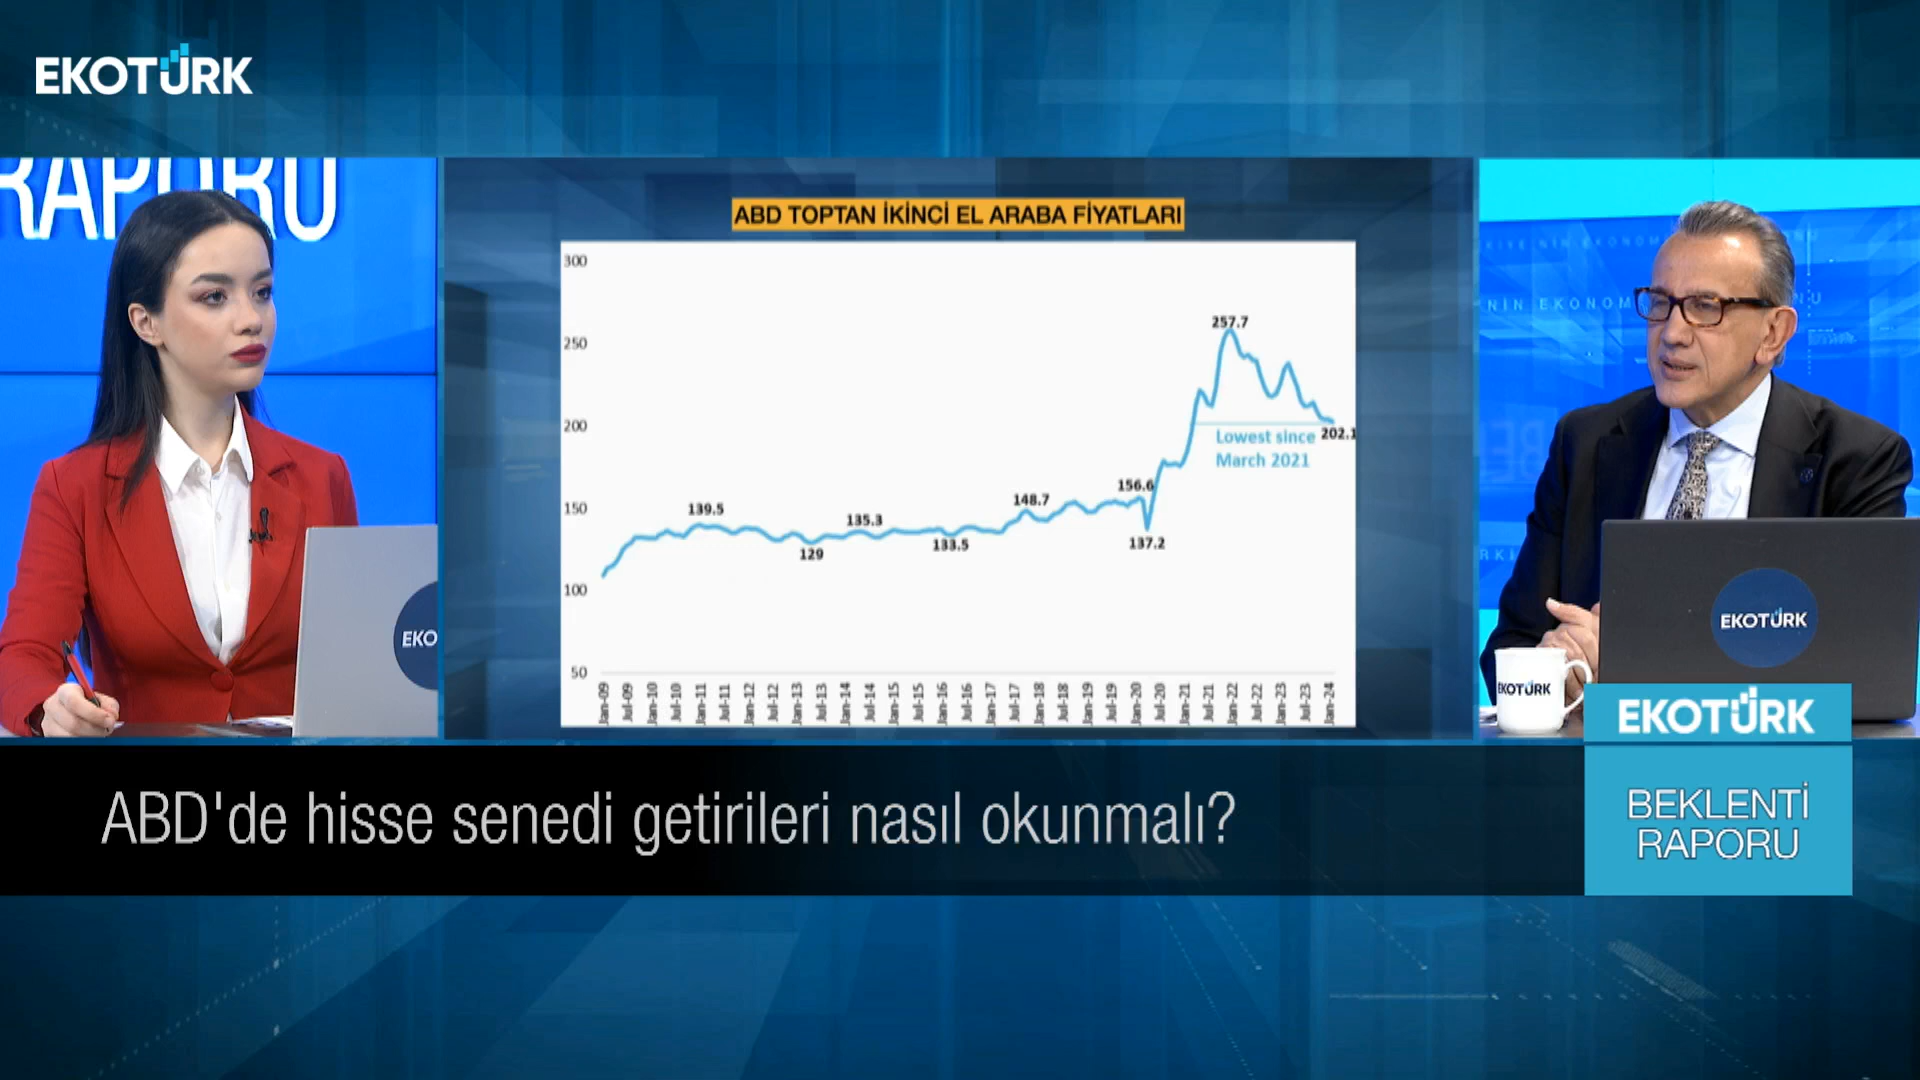 EKOTÜRK
RAPORU
ABD TOPTAN İKİNCİ EL ARABA FİYATLARI
300
250
200
150
100
50
257.7
Lowest since
March 2021
202.1
156.6
148.7
139.5
135.3
129
133.5
137.2
Jan-09 Jul-09 Jan-10 Jul-10 Jan-11 Jul-11 Jan-12 Jul-12 Jan-13 Jul-13 Jan-14 Jul-14 Jan-15 Jul-15 Jan-16 Jul-16 Jan-17 Jul-17 Jan-18 Jul-18 Jan-19 Jul-19 Jan-20 Jul-20 Jan-21 Jul-21 Jan-22 Jul-22 Jan-23 Jul-23 Jan-24
NİN EKONOM
EKO
EKOTÜRK
EKOTÜRK
EKOTÜRK
BEKLENTİ
RAPORU
ABD'de hisse senedi getirileri nasıl okunmalı?